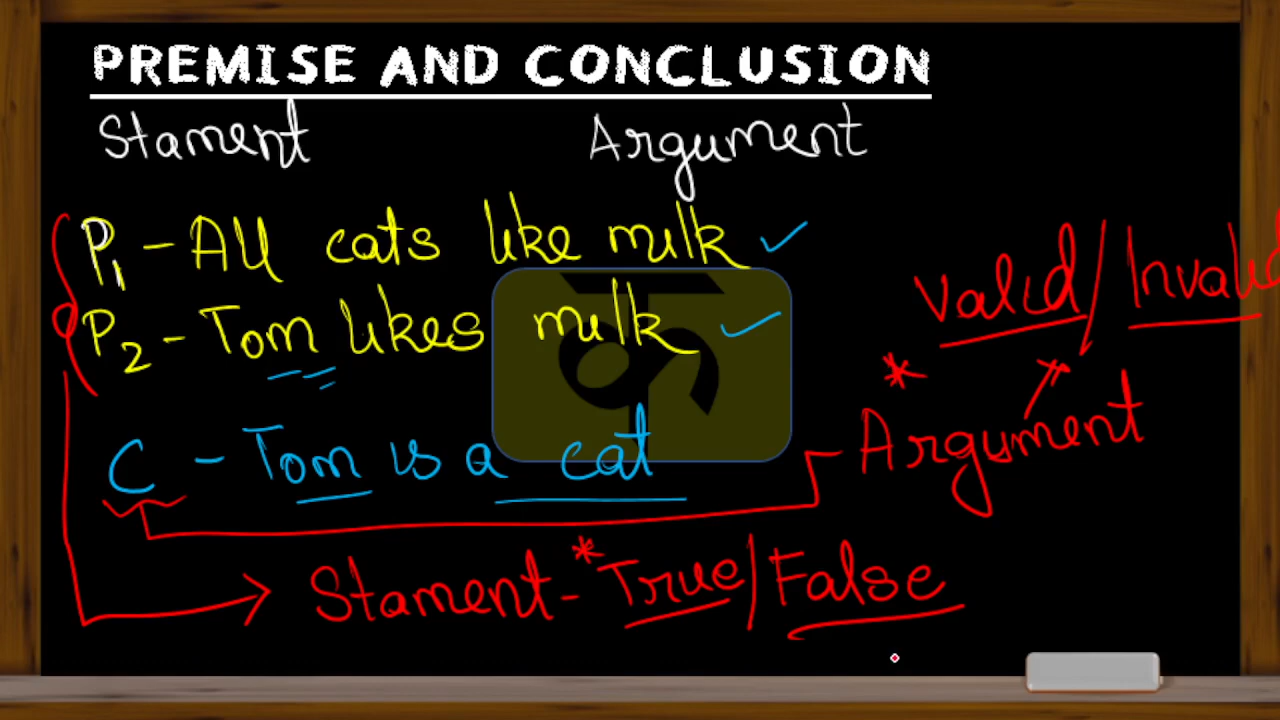 PREMISE AND CONCLUSION
Stament Argument
P1 - All cats like milk
P2 - Tom likes milk
Valid / Invalid
* Argument
C - Tom is a cat
Stament - * True / False
क